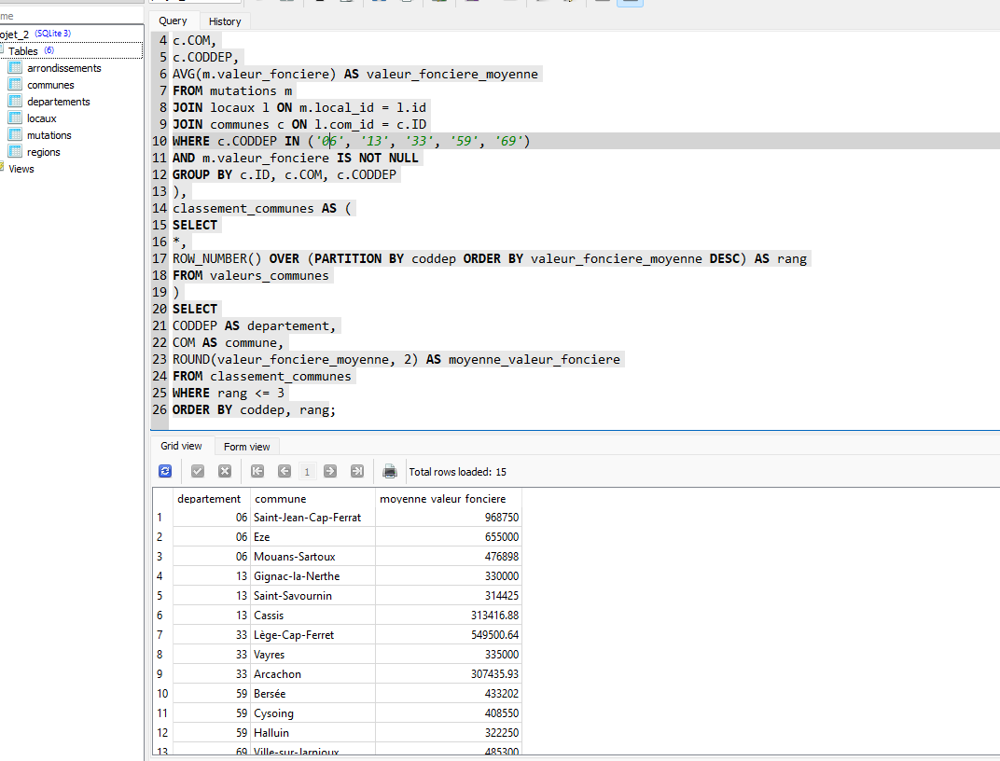 me
ojet_2 (SQLite 3)
Tables (6)
arrondissements
communes
departements
locaux
mutations
regions
Views
Query History
4 c.COM,
5 c.CODDEP,
6 AVG(m.valeur_fonciere) AS valeur_fonciere_moyenne
7 FROM mutations m
8 JOIN locaux l ON m.local_id = l.id
9 JOIN communes c ON l.com_id = c.ID
10 WHERE c.CODDEP IN ('06', '13', '33', '59', '69')
11 AND m.valeur_fonciere IS NOT NULL
12 GROUP BY c.ID, c.COM, c.CODDEP
13 ),
14 classement_communes AS (
15 SELECT
16 *,
17 ROW_NUMBER() OVER (PARTITION BY coddep ORDER BY valeur_fonciere_moyenne DESC) AS rang
18 FROM valeurs_communes
19 )
20 SELECT
21 CODDEP AS departement,
22 COM AS commune,
23 ROUND(valeur_fonciere_moyenne, 2) AS moyenne_valeur_fonciere
24 FROM classement_communes
25 WHERE rang <= 3
26 ORDER BY coddep, rang;
Grid view Form view
1 Total rows loaded: 15
departement commune moyenne valeur fonciere
1 06 Saint-Jean-Cap-Ferrat 968750
2 06 Eze 655000
3 06 Mouans-Sartoux 476898
4 13 Gignac-la-Nerthe 330000
5 13 Saint-Savournin 314425
6 13 Cassis 313416.88
7 33 Lège-Cap-Ferret 549500.64
8 33 Vayres 335000
9 33 Arcachon 307435.93
10 59 Bersée 433202
11 59 Cysoing 408550
12 59 Halluin 322250
13 69 Ville-sur-Jarnioux 485300